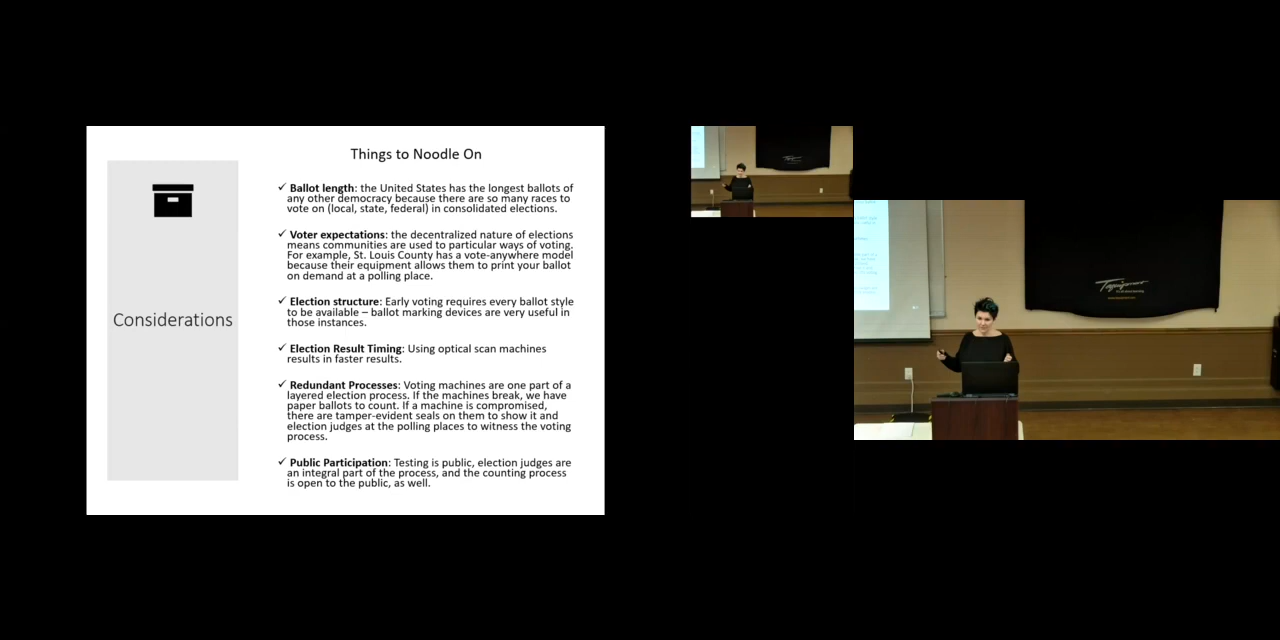 Things to Noodle On
Considerations
✓ Ballot length: the United States has the longest ballots of
any other democracy because there are so many races to
vote on (local, state, federal) in consolidated elections.
✓ Voter expectations: the decentralized nature of elections
means communities are used to particular ways of voting.
For example, St. Louis County has a vote-anywhere model
because their equipment allows them to print your ballot
on demand at a polling place.
✓ Election structure: Early voting requires every ballot style
to be available – ballot marking devices are very useful in
those instances.
✓ Election Result Timing: Using optical scan machines
results in faster results.
✓ Redundant Processes: Voting machines are one part of a
layered election process. If the machines break, we have
paper ballots to count. If a machine is compromised,
there are tamper-evident seals on them to show it and
election judges at the polling places to witness the voting
process.
✓ Public Participation: Testing is public, election judges are
an integral part of the process, and the counting process
is open to the public, as well.